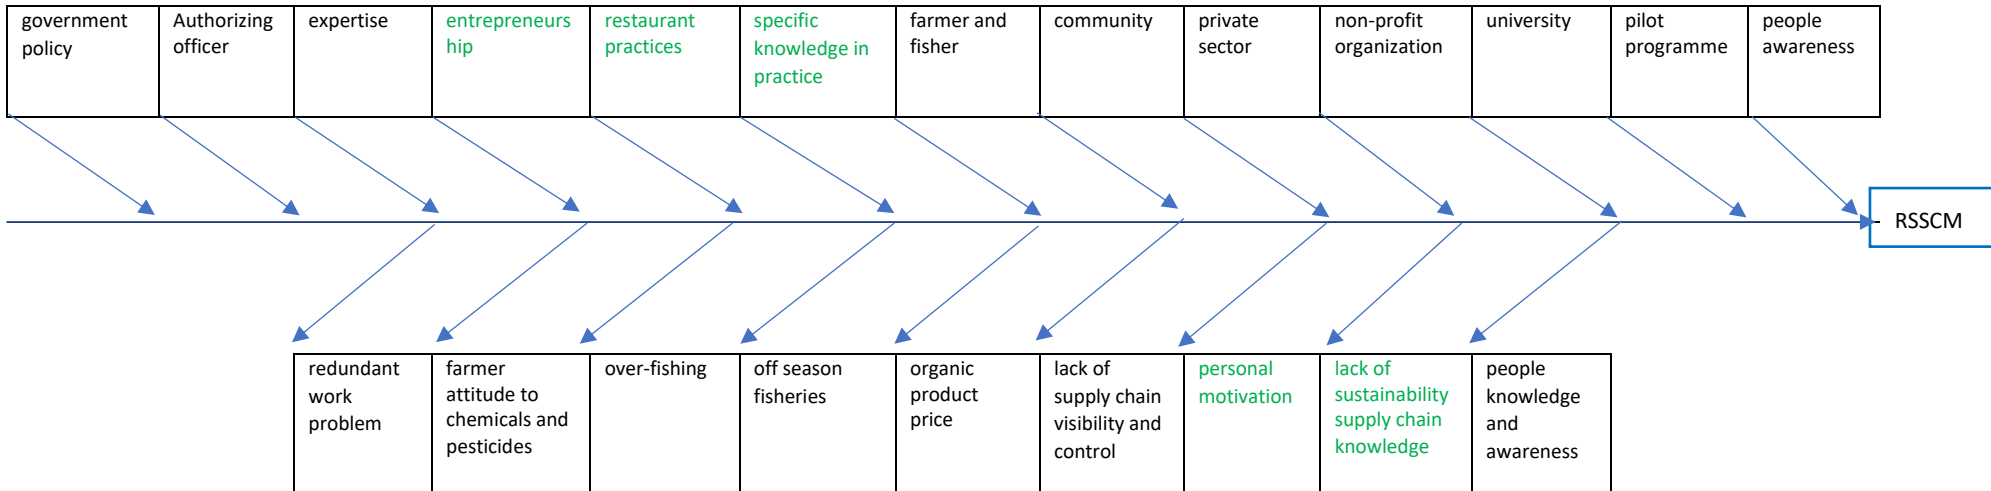 government
policy
Authorizing
officer
expertise
entrepreneurs
hip
restaurant
practices
specific
knowledge in
practice
farmer and
fisher
community
private
sector
non-profit
organization
university
pilot
programme
people
awareness
RSSCM
redundant
work
problem
farmer
attitude to
chemicals and
pesticides
over-fishing
off season
fisheries
organic
product
price
lack of
supply chain
visibility and
control
personal
motivation
lack of
sustainability
supply chain
knowledge
people
knowledge
and
awareness